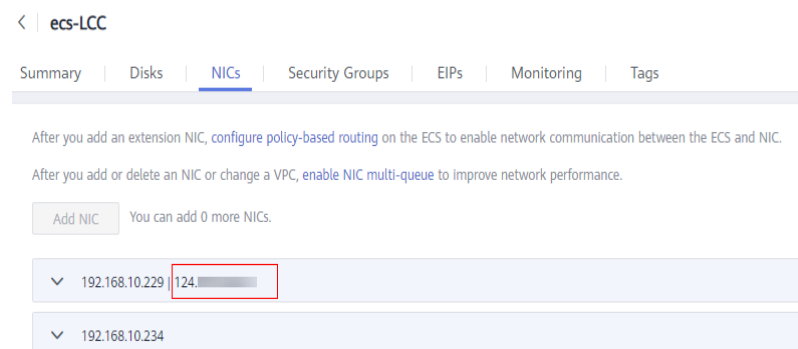 ecs-LCC
Summary Disks NICs Security Groups EIPs Monitoring Tags
After you add an extension NIC, configure policy-based routing on the ECS to enable network communication between the ECS and NIC.
After you add or delete an NIC or change a VPC, enable NIC multi-queue to improve network performance.
Add NIC You can add 0 more NICs.
192.168.10.229 | 124.
192.168.10.234